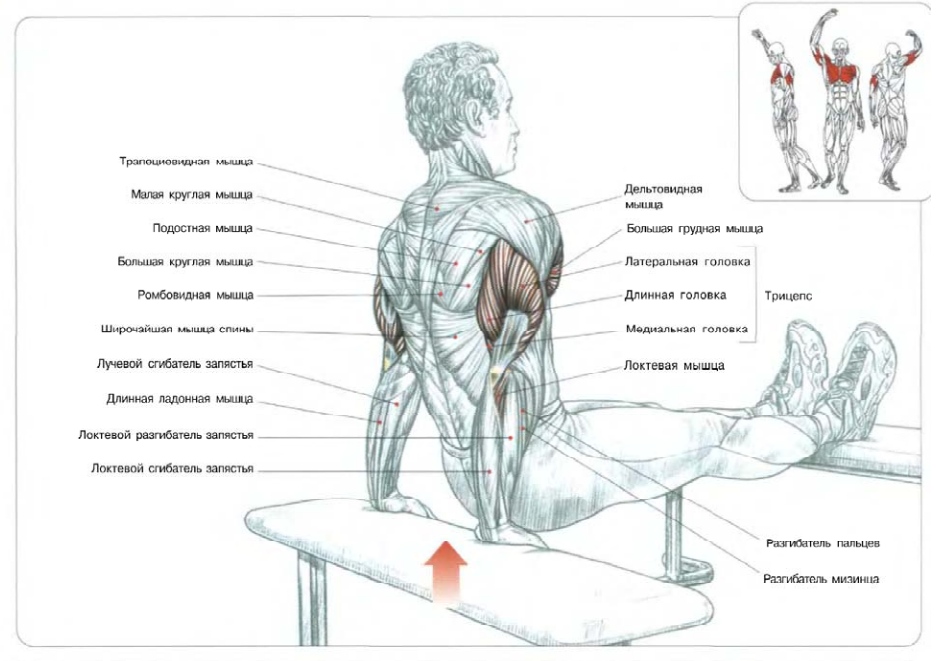 Трапециевидная мышца
Малая круглая мышца
Подостная мышца
Большая круглая мышца
Ромбовидная мышца
Широчайшая мышца спины
Лучевой сгибатель запястья
Длинная ладонная мышца
Локтевой разгибатель запястья
Локтевой сгибатель запястья
Дельтовидная
мышца
Большая грудная мышца
Латеральная головка
Длинная головка
Трицепс
Медиальная головка
Локтевая мышца
Разгибатель пальцев
Разгибатель мизинца